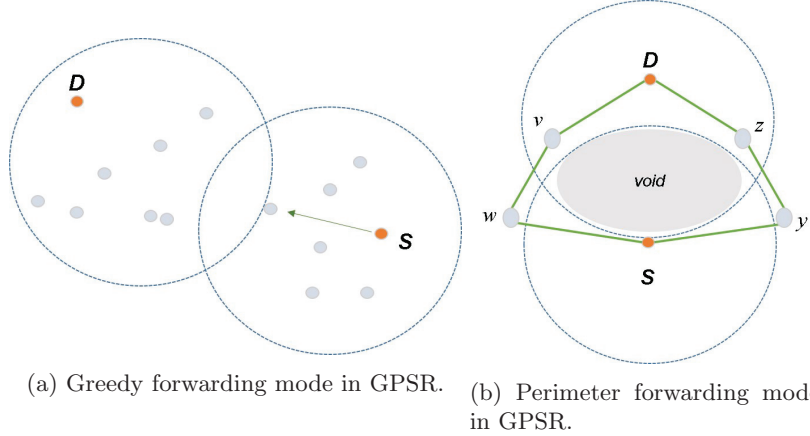 D
S
(a) Greedy forwarding mode in GPSR.
D
v
z
void
w
y
S
(b) Perimeter forwarding mod
in GPSR.